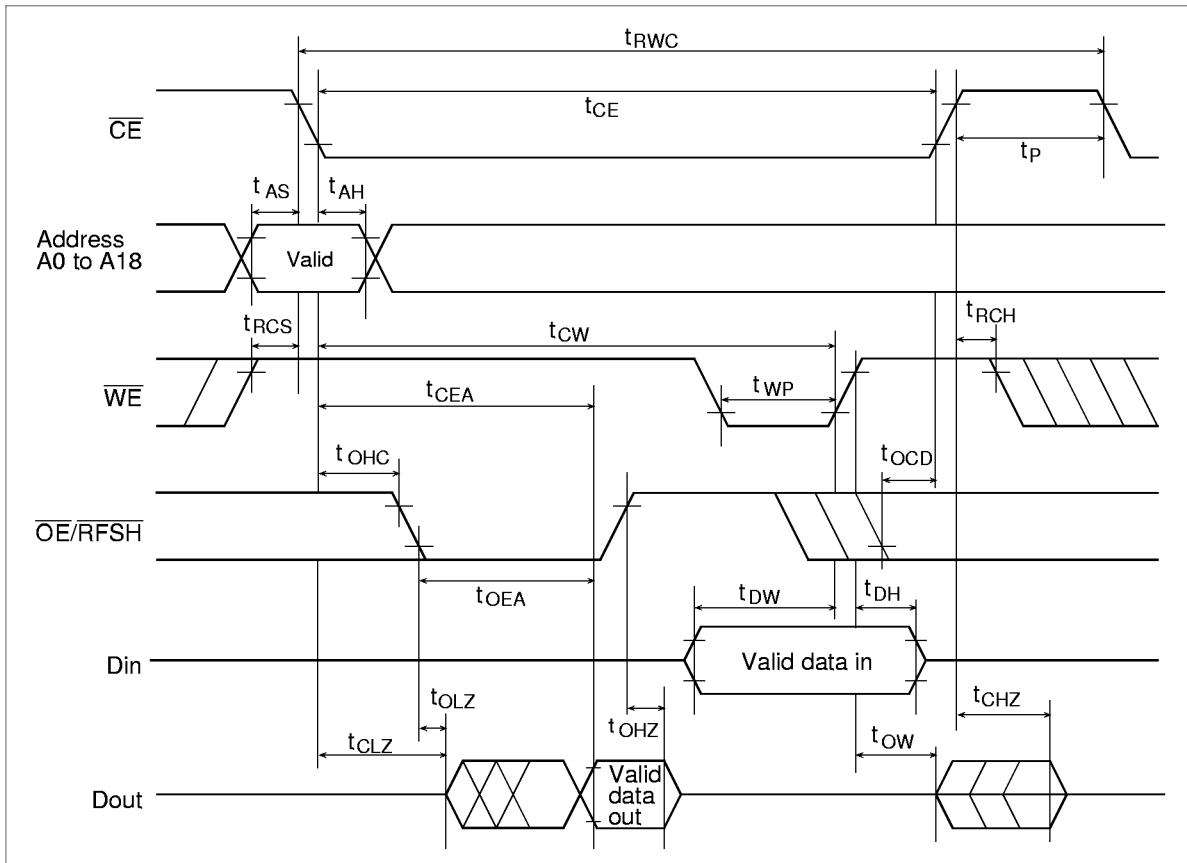 tRWC
CE
tCE
tP
tAS
tAH
Address
A0 to A18
Valid
tRCS
tCW
tRCH
WE
tCEA
tWP
tOHC
tOCD
OE/RFSH
tOEA
tDW
tDH
Din
Valid data in
tOLZ
tOHZ
tCHZ
tCLZ
tOW
Dout
Valid
data
out